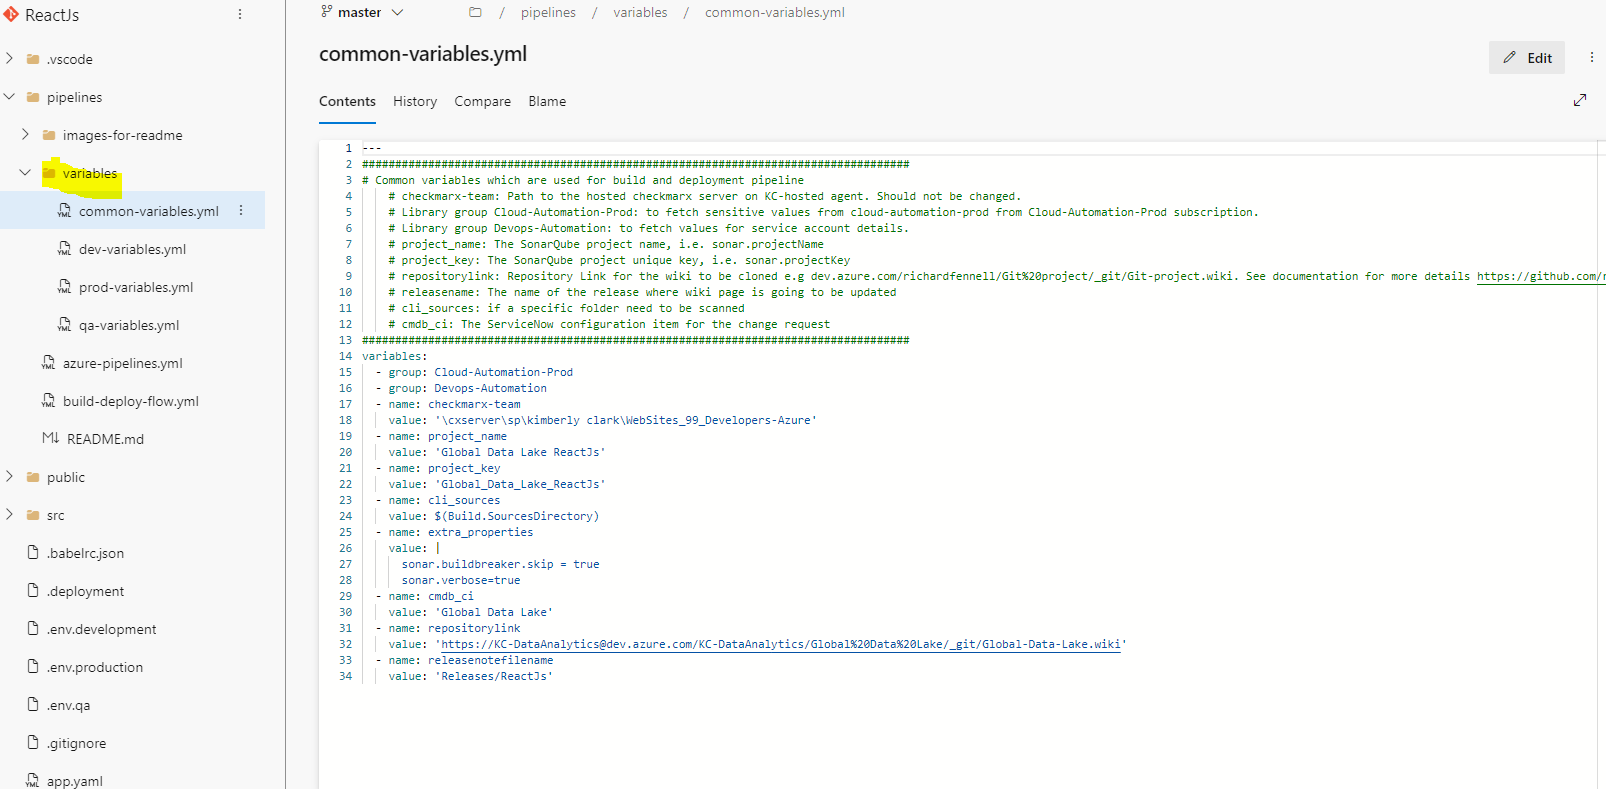 ReactJs
.vscode
pipelines
images-for-readme
variables
YML common-variables.yml
YML dev-variables.yml
YML prod-variables.yml
YML qa-variables.yml
YML azure-pipelines.yml
YML build-deploy-flow.yml
M↓ README.md
public
src
.babelrc.json
.deployment
.env.development
.env.production
.env.qa
.gitignore
YML app.yaml
master
/ pipelines / variables / common-variables.yml
common-variables.yml
Edit
Contents History Compare Blame
1 ---
2 ###################################################################################
3 # Common variables which are used for build and deployment pipeline
4 # checkmarx-team: Path to the hosted checkmarx server on KC-hosted agent. Should not be changed.
5 # Library group Cloud-Automation-Prod: to fetch sensitive values from cloud-automation-prod from Cloud-Automation-Prod subscription.
6 # Library group Devops-Automation: to fetch values for service account details.
7 # project_name: The SonarQube project name, i.e. sonar.projectName
8 # project_key: The SonarQube project unique key, i.e. sonar.projectKey
9 # repositorylink: Repository Link for the wiki to be cloned e.g dev.azure.com/richardfennell/Git%20project/_git/Git-project.wiki. See documentation for more details https://github.com/r
10 # releasename: The name of the release where wiki page is going to be updated
11 # cli_sources: if a specific folder need to be scanned
12 # cmdb_ci: The ServiceNow configuration item for the change request
13 ###################################################################################
14 variables:
15 - group: Cloud-Automation-Prod
16 - group: Devops-Automation
17 - name: checkmarx-team
18 value: '\cxserver\sp\kimberly clark\WebSites_99_Developers-Azure'
19 - name: project_name
20 value: 'Global Data Lake ReactJs'
21 - name: project_key
22 value: 'Global_Data_Lake_ReactJs'
23 - name: cli_sources
24 value: $(Build.SourcesDirectory)
25 - name: extra_properties
26 value: |
27 sonar.buildbreaker.skip = true
28 sonar.verbose=true
29 - name: cmdb_ci
30 value: 'Global Data Lake'
31 - name: repositorylink
32 value: 'https://KC-DataAnalytics@dev.azure.com/KC-DataAnalytics/Global%20Data%20Lake/_git/Global-Data-Lake.wiki'
33 - name: releasenotefilename
34 value: 'Releases/ReactJs'